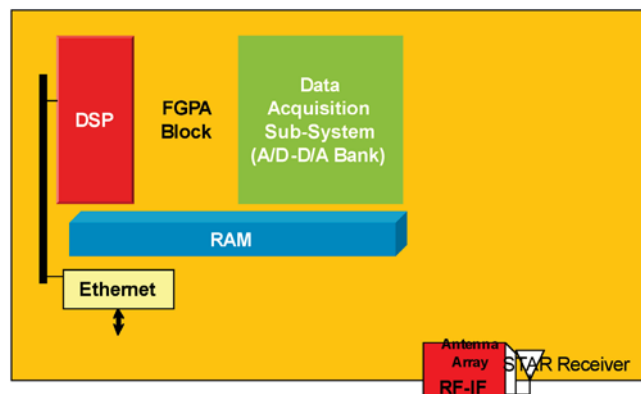 DSP
FGPA
Block
Data
Acquisition
Sub-System
(A/D-D/A Bank)
RAM
Ethernet
Antenna
Array
RF-IF
STAR Receiver